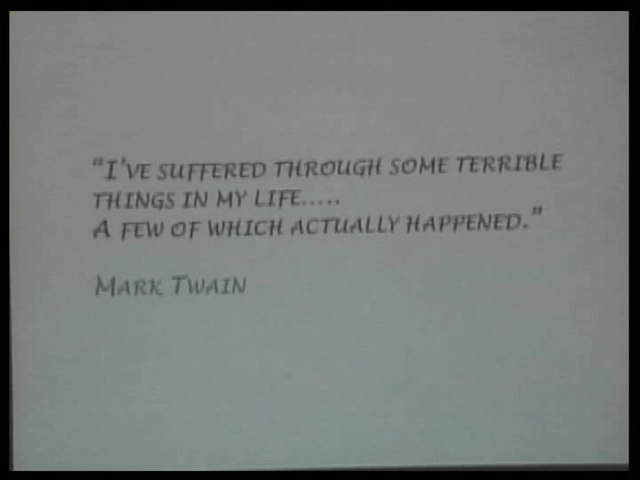 “I’VE SUFFERED THROUGH SOME TERRIBLE
THINGS IN MY LIFE.....
A FEW OF WHICH ACTUALLY HAPPENED.”
MARK TWAIN